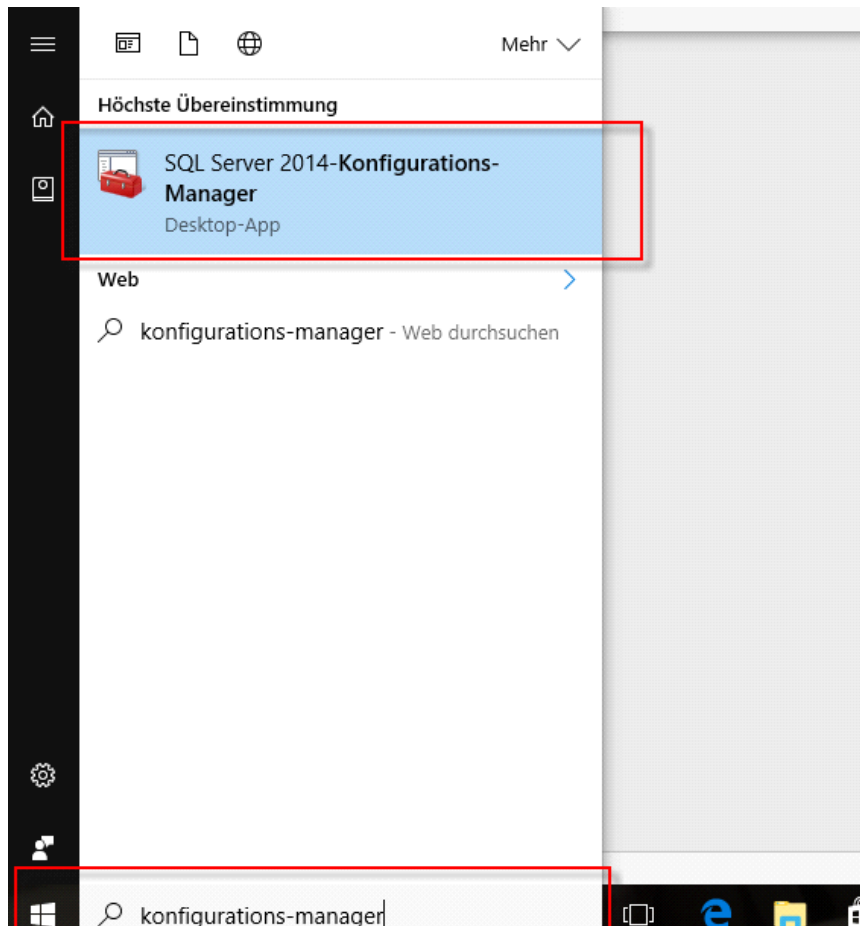 Mehr
Höchste Übereinstimmung
SQL Server 2014-Konfigurations-
Manager
Desktop-App
Web
konfigurations-manager - Web durchsuchen
konfigurations-manager